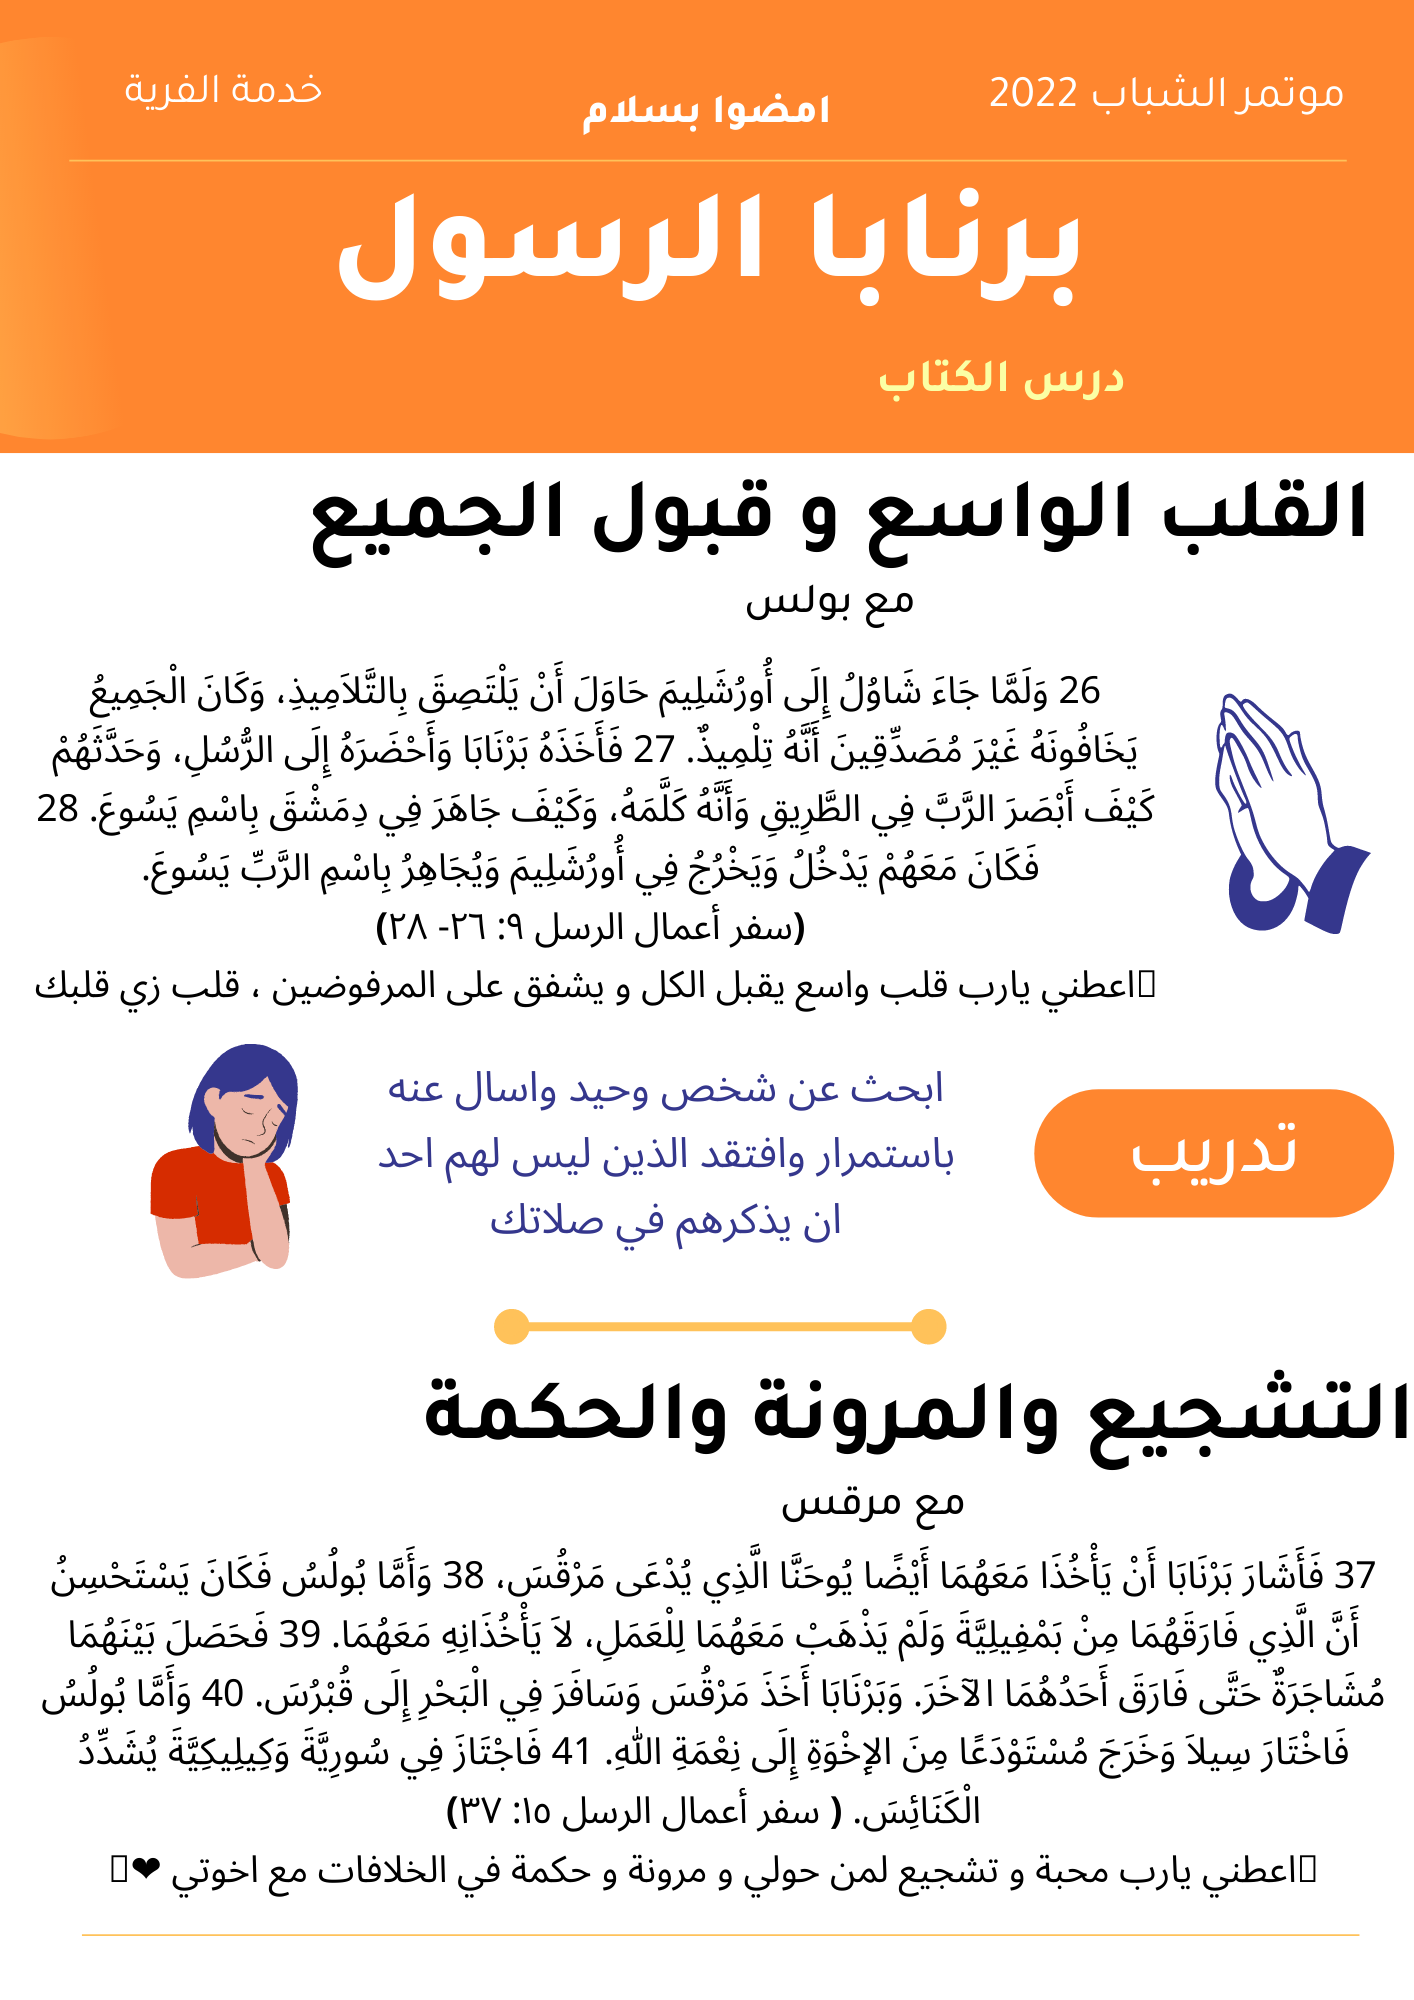 موتمر الشباب 2022
امضوا بسلام
خدمة الفرية
برنابا الرسول
درس الكتاب
القلب الواسع و قبول الجميع
مع بولس
26 وَلَمَّا جَاءَ شَاوُلُ إِلَى أُورُشَلِيمَ حَاوَلَ أَنْ يَلْتَصِقَ بِالتَّلاَمِيذِ، وَكَانَ الْجَمِيعُ
يَخَافُونَهُ غَيْرَ مُصَدِّقِينَ أَنَّهُ تِلْمِيذٌ. 27 فَأَخَذَهُ بَرْنَابَا وَأَحْضَرَهُ إِلَى الرُّسُلِ، وَحَدَّثَهُمْ
كَيْفَ أَبْصَرَ الرَّبَّ فِي الطَّرِيقِ وَأَنَّهُ كَلَّمَهُ، وَكَيْفَ جَاهَرَ فِي دِمَشْقَ بِاسْمِ يَسُوعَ. 28
فَكَانَ مَعَهُمْ يَدْخُلُ وَيَخْرُجُ فِي أُورُشَلِيمَ وَيُجَاهِرُ بِاسْمِ الرَّبِّ يَسُوعَ.
(سفر أعمال الرسل ٩: ٢٦- ٢٨)
اعطني يارب قلب واسع يقبل الكل و يشفق على المرفوضين ، قلب زي قلبك
تدريب
ابحث عن شخص وحيد واسال عنه
باستمرار وافتقد الذين ليس لهم احد
ان يذكرهم في صلاتك
التشجيع والمرونة والحكمة
مع مرقس
37 فَأَشَارَ بَرْنَابَا أَنْ يَأْخُذَا مَعَهُمَا أَيْضًا يُوحَنَّا الَّذِي يُدْعَى مَرْقُسَ، 38 وَأَمَّا بُولُسُ فَكَانَ يَسْتَحْسِنُ
أَنَّ الَّذِي فَارَقَهُمَا مِنْ بَمْفِيلِيَّةَ وَلَمْ يَذْهَبْ مَعَهُمَا لِلْعَمَلِ، لاَ يَأْخُذَانِهِ مَعَهُمَا. 39 فَحَصَلَ بَيْنَهُمَا
مُشَاجَرَةٌ حَتَّى فَارَقَ أَحَدُهُمَا الآخَرَ. وَبَرْنَابَا أَخَذَ مَرْقُسَ وَسَافَرَ فِي الْبَحْرِ إِلَى قُبْرُسَ. 40 وَأَمَّا بُولُسُ
فَاخْتَارَ سِيلاَ وَخَرَجَ مُسْتَوْدَعًا مِنَ الإِخْوَةِ إِلَى نِعْمَةِ اللهِ. 41 فَاجْتَازَ فِي سُورِيَّةَ وَكِيلِيكِيَّةَ يُشَدِّدُ
الْكَنَائِسَ. ( سفر أعمال الرسل ١٥: ٣٧)
اعطني يارب محبة و تشجيع لمن حولي و مرونة و حكمة في الخلافات مع اخوتي ❤